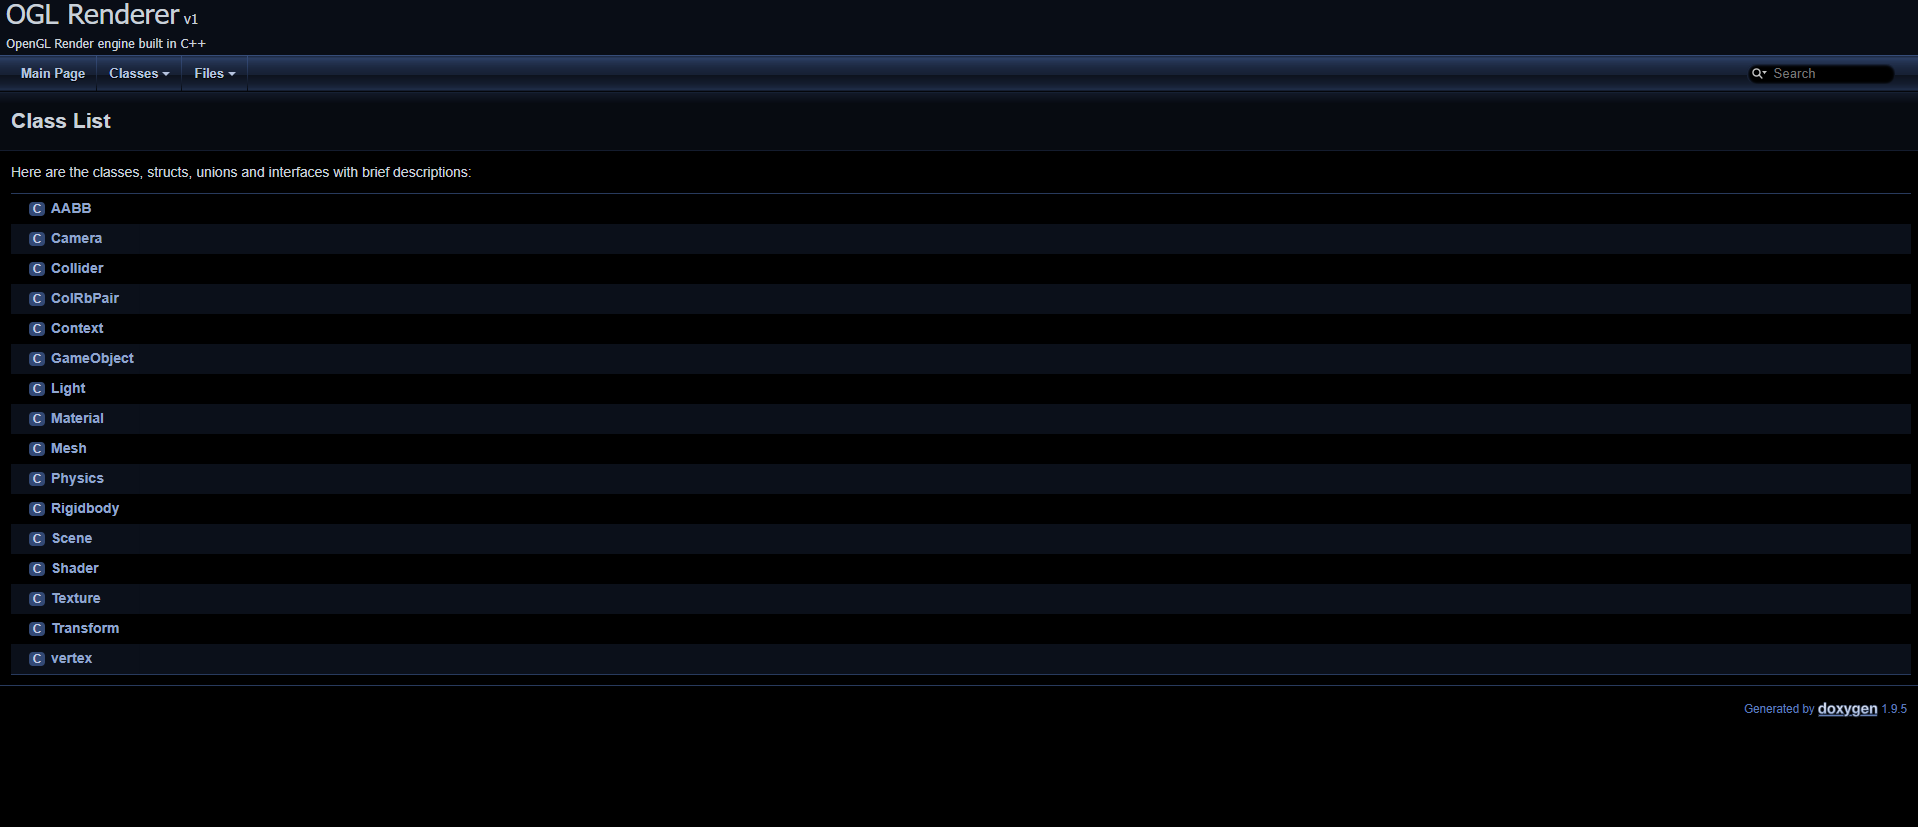 OGL Renderer v1
OpenGL Render engine built in C++
Main Page Classes Files Search
Class List
Here are the classes, structs, unions and interfaces with brief descriptions:
C AABB
C Camera
C Collider
C ColRbPair
C Context
C GameObject
C Light
C Material
C Mesh
C Physics
C Rigidbody
C Scene
C Shader
C Texture
C Transform
C vertex
Generated by doxygen 1.9.5